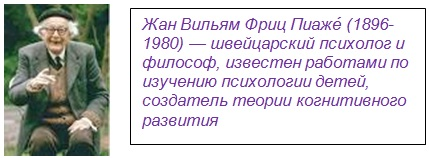 Жан Вильям Фриц Пиаже́ (1896-
1980) — швейцарский психолог и
философ, известен работами по
изучению психологии детей,
создатель теории когнитивного
развития